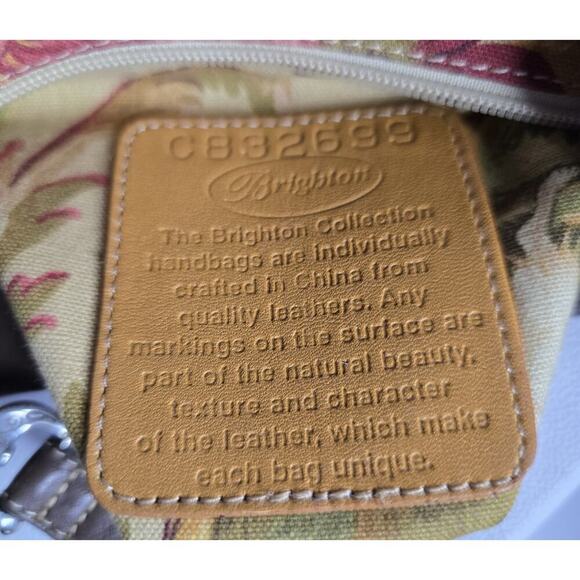 C832699
Brighton
The Brighton Collection
handbags are individually
crafted in China from
quality leathers. Any
markings on the surface are
part of the natural beauty,
texture and character
of the leather, which make
each bag unique.